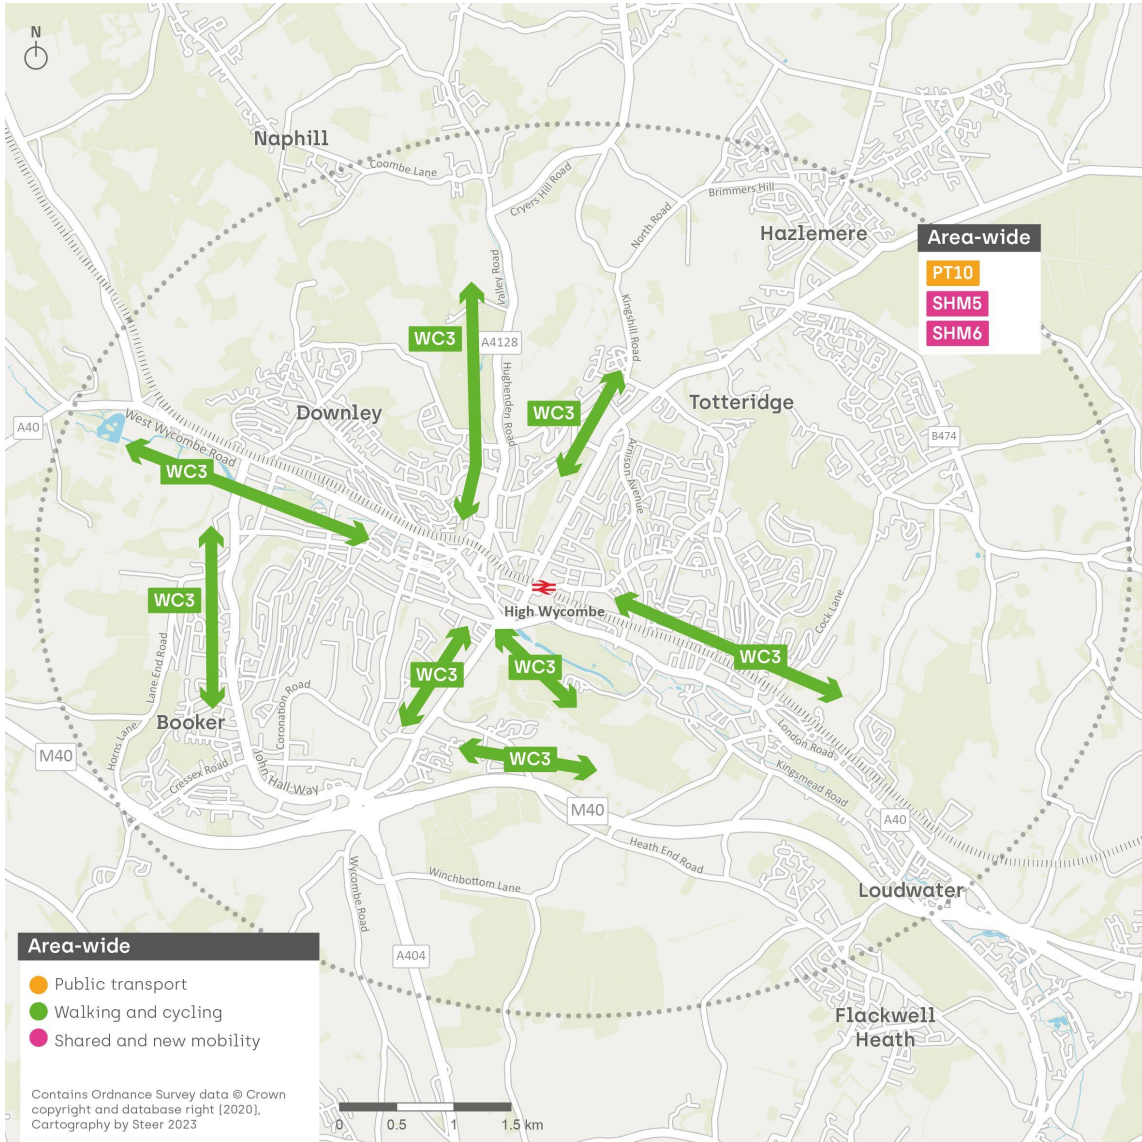 N
Naphill
Coombe Lane
Cryers Hill Road
Brimmers Hill
North Road
Hazlemere
Area-wide
PT10
SHM5
SHM6
Valley Road
Kingshill Road
WC3
A4128
Hughenden Road
WC3
Downley
Totteridge
A40
West Wycombe Road
B474
WC3
Arnison Avenue
WC3
High Wycombe
Cock Lane
WC3
Lane End Road
WC3
WC3
Booker
Coronation Road
Horns Lane
London Road
M40
WC3
Cressex Road
John Hall Way
Kingsmead Road
M40
A40
Heath End Road
Wycombe Road
Winchbottom Lane
Loudwater
A404
Flackwell
Heath
Area-wide
Public transport
Walking and cycling
Shared and new mobility
Contains Ordnance Survey data © Crown
copyright and database right (2020),
Cartography by Steer 2023
0 0.5 1 1.5 km